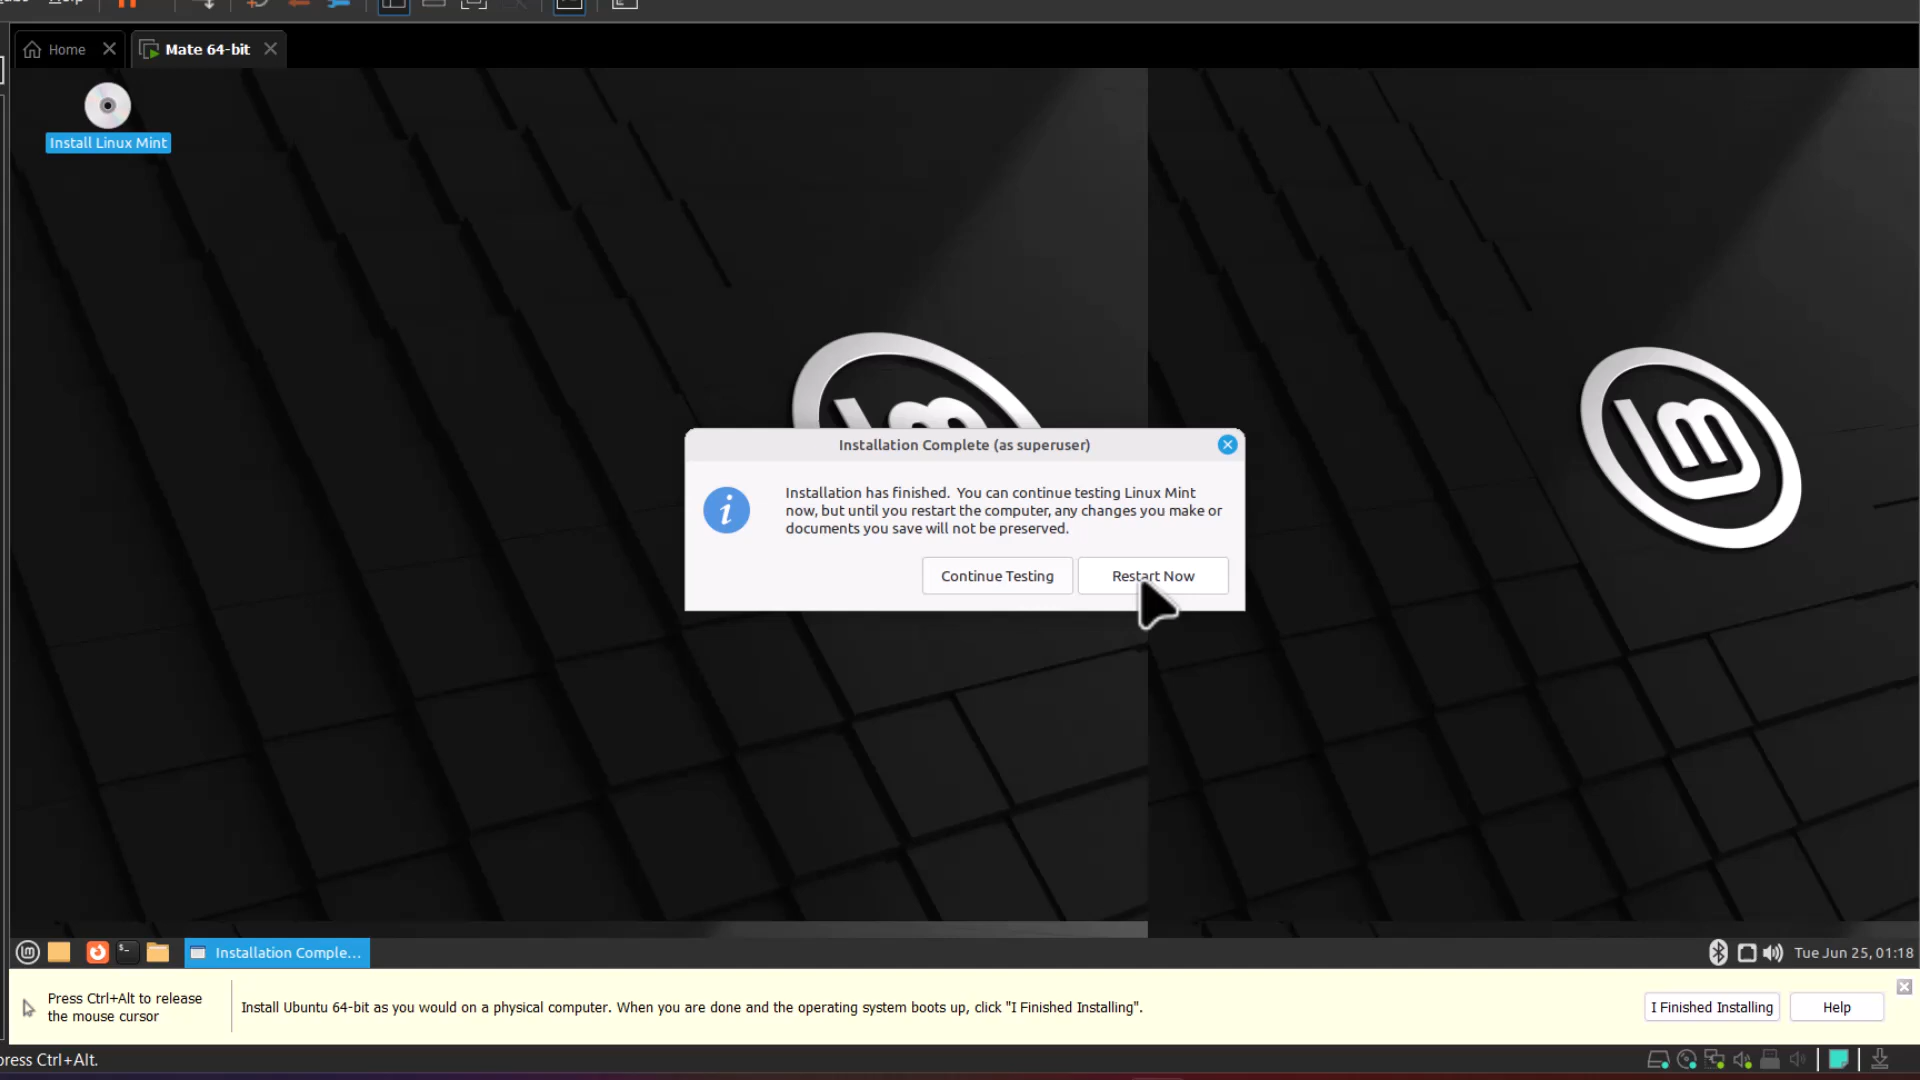 Help
Home
Mate 64-bit
Install Linux Mint
Installation Complete (as superuser)
Installation has finished. You can continue testing Linux Mint
now, but until you restart the computer, any changes you make or
documents you save will not be preserved.
Continue Testing
Restart Now
Installation Comple...
Tue Jun 25, 01:18
Press Ctrl+Alt to release
the mouse cursor
Install Ubuntu 64-bit as you would on a physical computer. When you are done and the operating system boots up, click "I Finished Installing".
I Finished Installing
Help
press Ctrl+Alt.